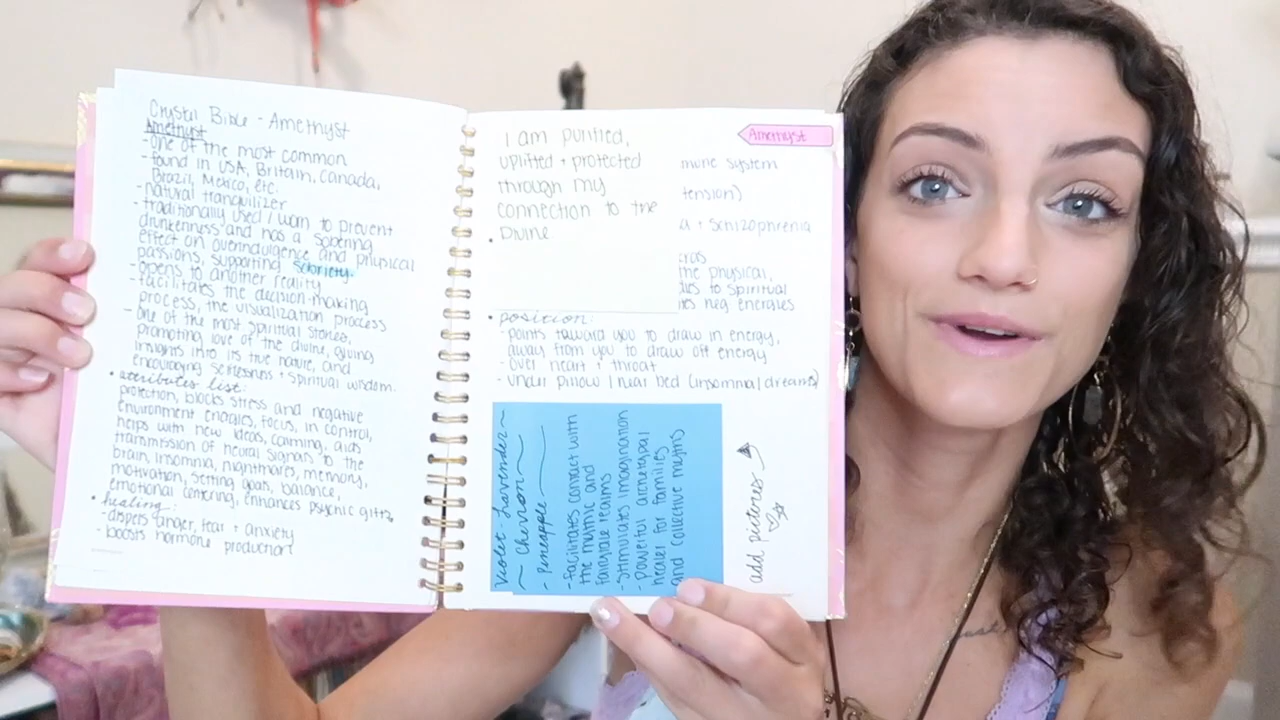 Crystal Bible - Amethyst
Amethyst
- one of the most common
- found in USA, Britain, Canada,
Brazil, Mexico, etc.
- natural tranquilizer
- traditionally used / worn to prevent
drunkenness and has a sobering
effect on overindulgence and physical
passions, supporting sobriety.
- opens to another reality
- facilitates the decision-making
process, the visualization process
- one of the most spiritual stones,
promoting love of the divine, giving
insights into its true nature, and
encouraging selflessness + spiritual wisdom.
• attributes list:
protection, blocks stress and negative
environment energies, focus, in control,
helps with new ideas, calming, aids
transmission of neural signals to the
brain, insomnia, nightmares, memory,
motivation, setting goals, balance,
emotional centering, enhances psychic gifts.
• healing:
- dispels anger, fear + anxiety
- boosts hormone production
I am purified,
uplifted + protected
through my
connection to the
Divine
Amethyst
mune system
tension)
a + schizophrenia
the physical,
dies to spiritual
neg energies
• position:
- points toward you to draw in energy,
away from you to draw off energy
- over heart + throat
- under pillow / near bed (insomnia/dreams)
Violet-Lavender~
~ Chevron ~
- Pineapple
- facilitates contact with
the mythic and
fairytale realms
- stimulates imagination
- powerful archetypal
healer for families
and collective myths
add pictures